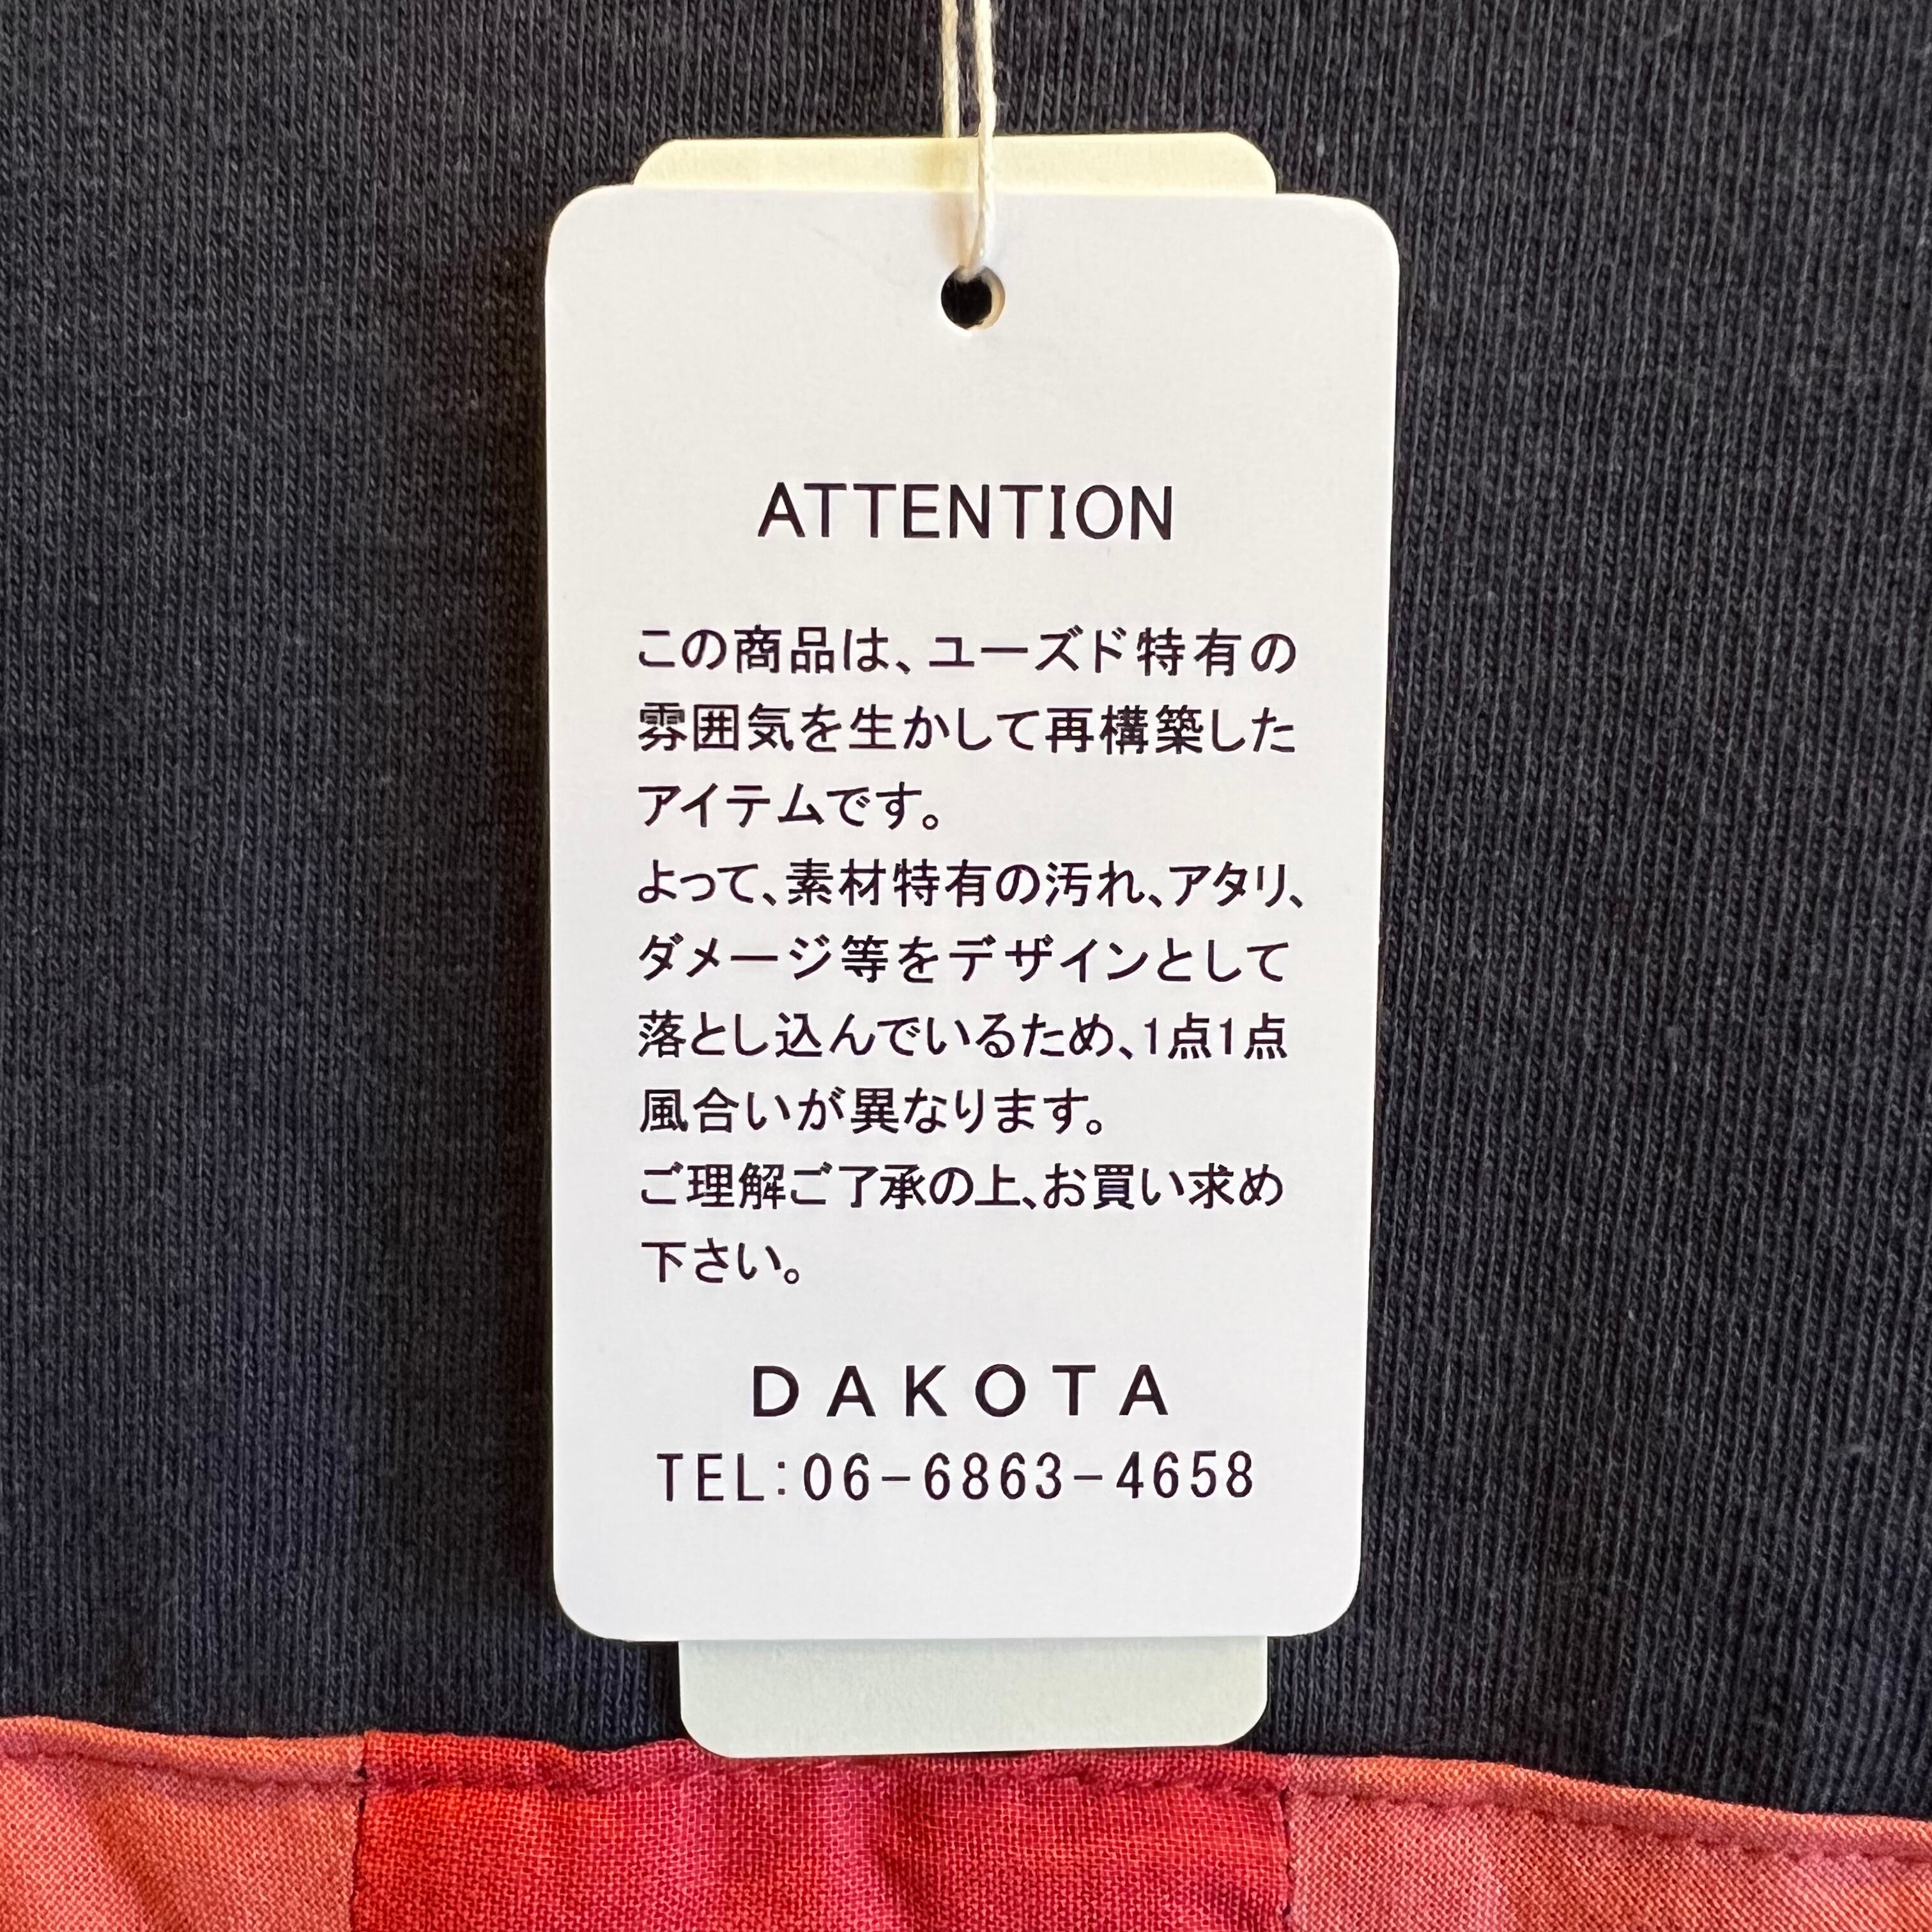 ATTENTION
この商品は、ユーズド特有の
雰囲気を生かして再構築した
アイテムです。
よって、素材特有の汚れ、アタリ、
ダメージ等をデザインとして
落とし込んでいるため、1点1点
風合いが異なります。
ご理解ご了承の上、お買い求め
下さい。
DAKOTA
TEL:06-6863-4658